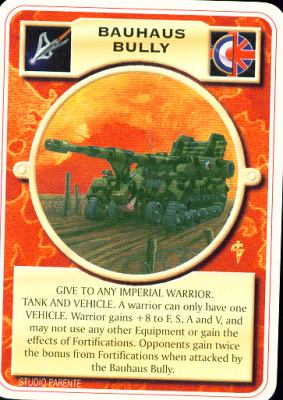 BAUHAUS
BULLY
GIVE TO ANY IMPERIAL WARRIOR.
TANK AND VEHICLE. A warrior can only have one
VEHICLE. Warrior gains +8 to F, S, A and V, and
may not use any other Equipment or gain the
effects of Fortifications. Opponents gain twice
the bonus from Fortifications when attacked by
the Bauhaus Bully.
STUDIO PARENTE